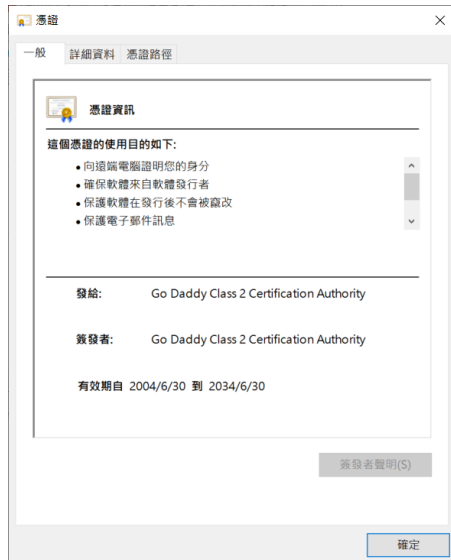 憑證
一般 詳細資料 憑證路徑
憑證資訊
這個憑證的使用目的如下:
• 向遠端電腦證明您的身分
• 確保軟體來自軟體發行者
• 保護軟體在發行後不會被竄改
• 保護電子郵件訊息
發給: Go Daddy Class 2 Certification Authority
簽發者: Go Daddy Class 2 Certification Authority
有效期自 2004/6/30 到 2034/6/30
簽發者聲明(S)
確定